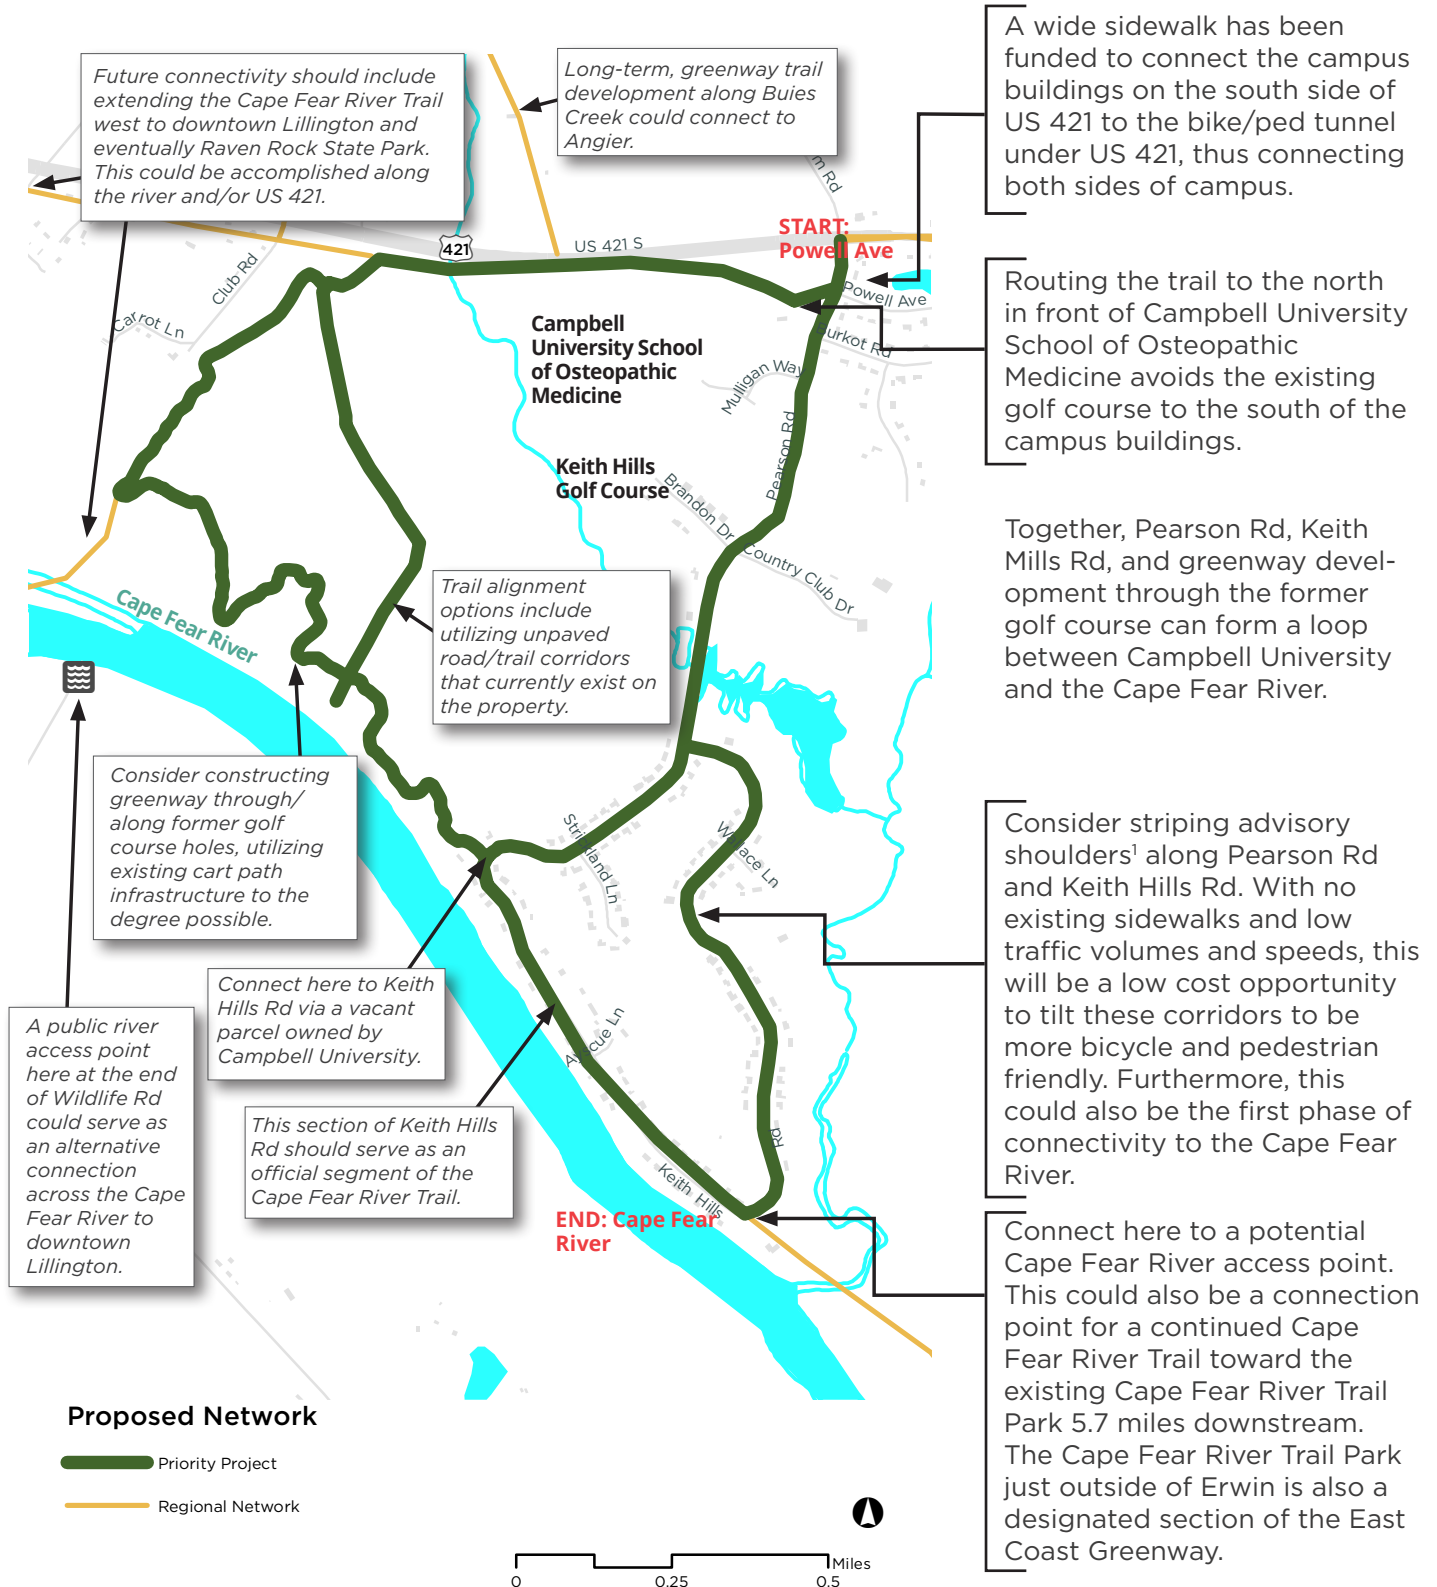 Future connectivity should include
extending the Cape Fear River Trail
west to downtown Lillington and
eventually Raven Rock State Park.
This could be accomplished along
the river and/or US 421.
Long-term, greenway trail
development along Buies
Creek could connect to
Angier.
A wide sidewalk has been
funded to connect the campus
buildings on the south side of
US 421 to the bike/ped tunnel
under US 421, thus connecting
both sides of campus.
m Rd
START:
Powell Ave
421
US 421 S
Club Rd
Carrot Ln
Powell Ave
Burkot Rd
Routing the trail to the north
in front of Campbell University
School of Osteopathic
Medicine avoids the existing
golf course to the south of the
campus buildings.
Campbell
University School
of Osteopathic
Medicine
Mulligan Way
Pearson Rd
Keith Hills
Golf Course
Brandon Dr
Country Club Dr
Together, Pearson Rd, Keith
Mills Rd, and greenway devel-
opment through the former
golf course can form a loop
between Campbell University
and the Cape Fear River.
Cape Fear River
Trail alignment
options include
utilizing unpaved
road/trail corridors
that currently exist on
the property.
Consider constructing
greenway through/
along former golf
course holes, utilizing
existing cart path
infrastructure to the
degree possible.
Strickland Ln
Wallace Ln
Consider striping advisory
shoulders¹ along Pearson Rd
and Keith Hills Rd. With no
existing sidewalks and low
traffic volumes and speeds, this
will be a low cost opportunity
to tilt these corridors to be
more bicycle and pedestrian
friendly. Furthermore, this
could also be the first phase of
connectivity to the Cape Fear
River.
Connect here to Keith
Hills Rd via a vacant
parcel owned by
Campbell University.
A public river
access point
here at the end
of Wildlife Rd
could serve as
an alternative
connection
across the Cape
Fear River to
downtown
Lillington.
This section of Keith Hills
Rd should serve as an
official segment of the
Cape Fear River Trail.
Keith Hills
Rd
END: Cape Fear
River
Connect here to a potential
Cape Fear River access point.
This could also be a connection
point for a continued Cape
Fear River Trail toward the
existing Cape Fear River Trail
Park 5.7 miles downstream.
The Cape Fear River Trail Park
just outside of Erwin is also a
designated section of the East
Coast Greenway.
Proposed Network
Priority Project
Regional Network
Miles
0
0.25
0.5